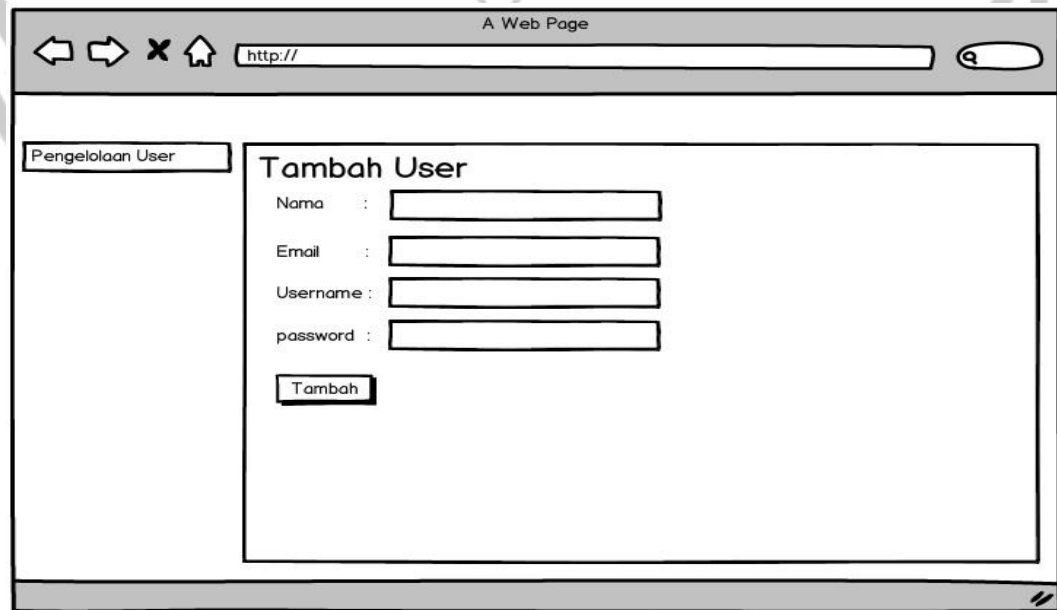 A Web Page
http://
Pengelolaan User
Tambah User
Nama :
Email :
Username :
password :
Tambah